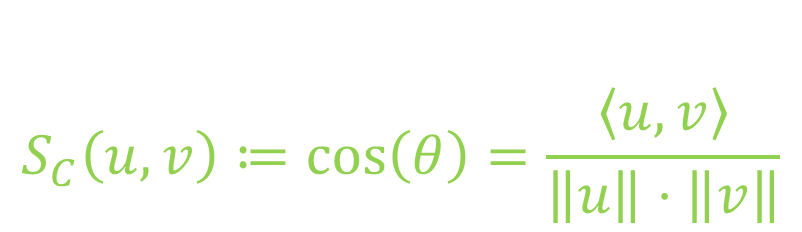 S_C(u, v) ≔ cos(θ) = ⟨u, v⟩ / ‖u‖ · ‖v‖